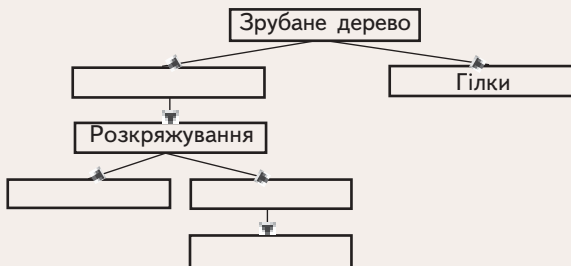 Зрубане дерево
Гілки
Розкряжування